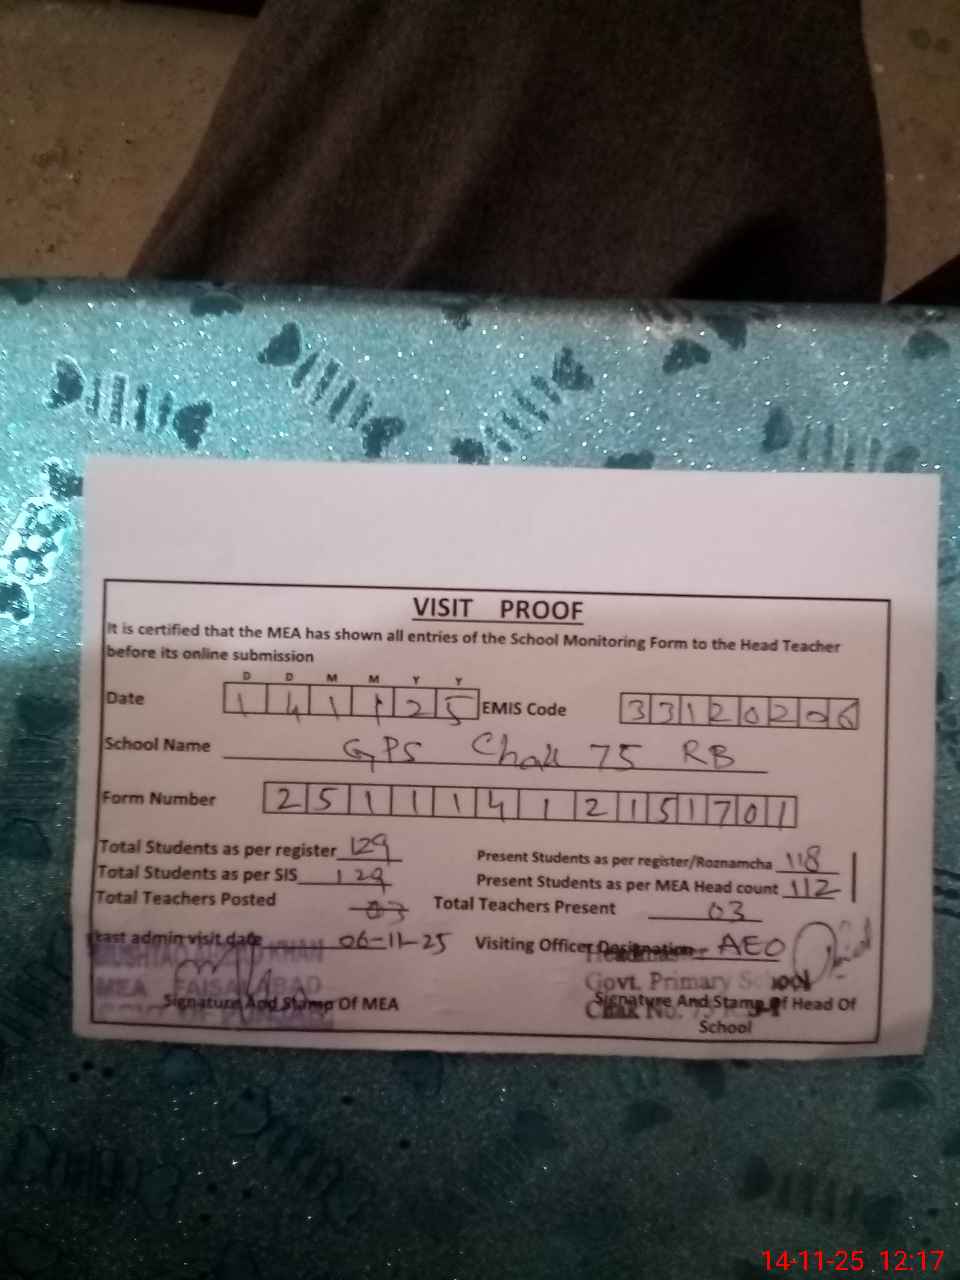 VISIT PROOF
It is certified that the MEA has shown all entries of the School Monitoring Form to the Head Teacher
before its online submission
D D M M Y Y
Date 1 4 1 1 2 5 EMIS Code 3 3 1 2 0 2 0 6
School Name GPS Chak 75 RB
Form Number 2 5 1 1 1 4 1 2 1 5 1 7 0 1
Total Students as per register 129 Present Students as per register/Roznamcha 118
Total Students as per SIS 129 Present Students as per MEA Head count 112
Total Teachers Posted 03 Total Teachers Present 03
Last admin visit date 06-11-25 Visiting Officer Designation AEO
MUSHTAQ KHAN
MEA FAISALABAD Govt. Primary School
Signature And Stamp Of MEA Signature And Stamp of Head Of
Chak No. 75
School
14-11-25 12:17